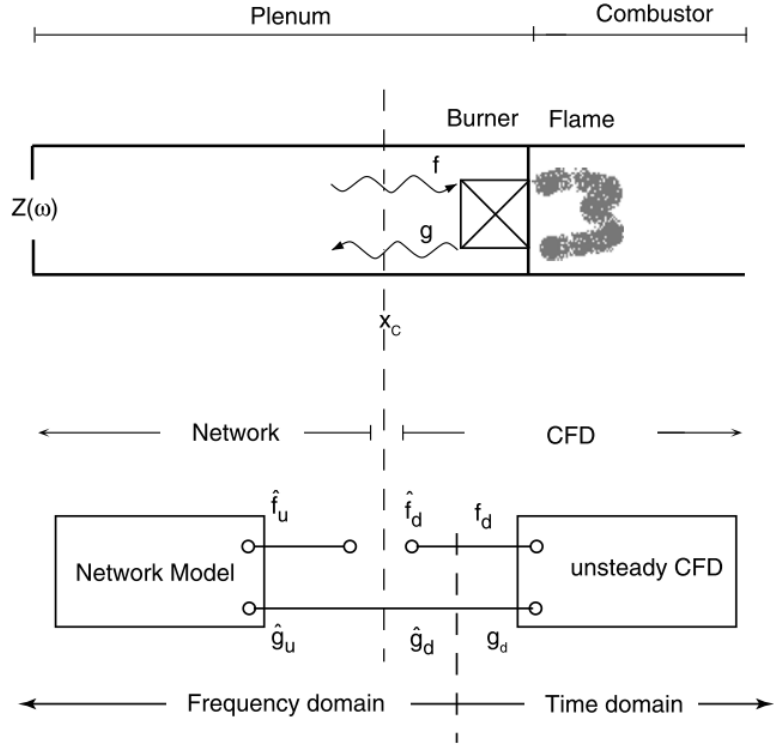 Plenum Combustor
Burner Flame
f
Z(ω)
g
x_c
Network CFD
f̂_u f̂_d f_d
Network Model unsteady CFD
ĝ_u ĝ_d g_d
Frequency domain Time domain